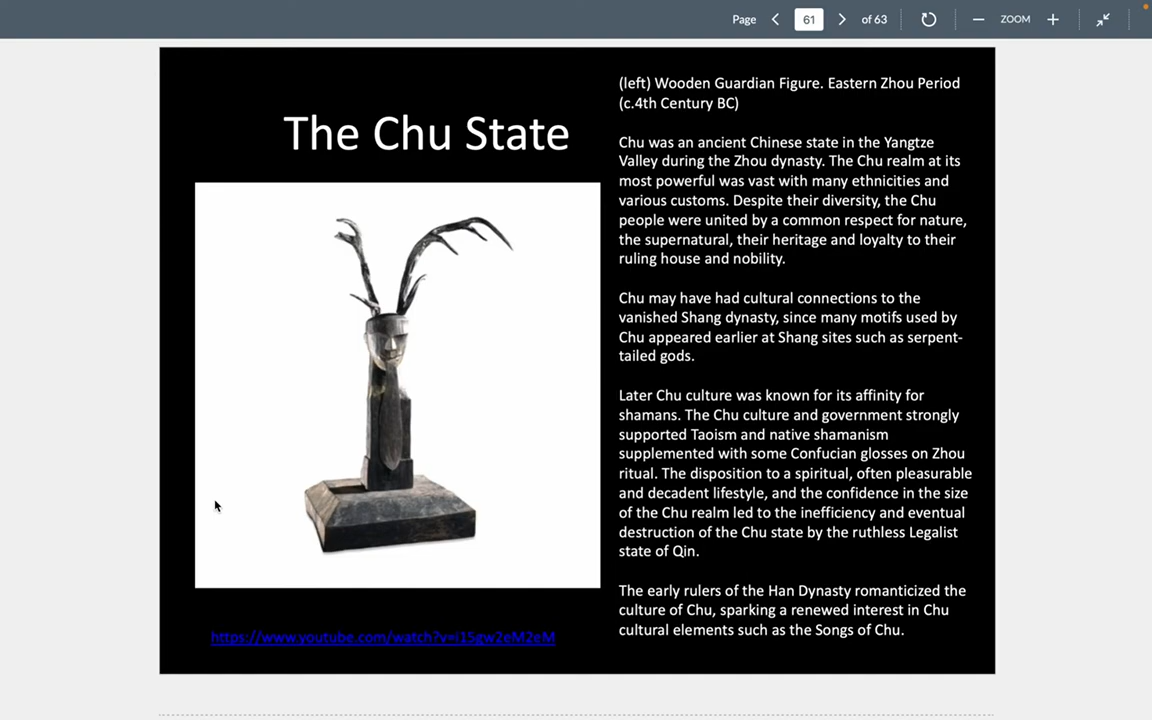 Page 61 of 63 ZOOM
The Chu State
(left) Wooden Guardian Figure. Eastern Zhou Period
(c.4th Century BC)
Chu was an ancient Chinese state in the Yangtze
Valley during the Zhou dynasty. The Chu realm at its
most powerful was vast with many ethnicities and
various customs. Despite their diversity, the Chu
people were united by a common respect for nature,
the supernatural, their heritage and loyalty to their
ruling house and nobility.
Chu may have had cultural connections to the
vanished Shang dynasty, since many motifs used by
Chu appeared earlier at Shang sites such as serpent-
tailed gods.
Later Chu culture was known for its affinity for
shamans. The Chu culture and government strongly
supported Taoism and native shamanism
supplemented with some Confucian glosses on Zhou
ritual. The disposition to a spiritual, often pleasurable
and decadent lifestyle, and the confidence in the size
of the Chu realm led to the inefficiency and eventual
destruction of the Chu state by the ruthless Legalist
state of Qin.
The early rulers of the Han Dynasty romanticized the
culture of Chu, sparking a renewed interest in Chu
cultural elements such as the Songs of Chu.
https://www.youtube.com/watch?v=i15gw2eM2eM